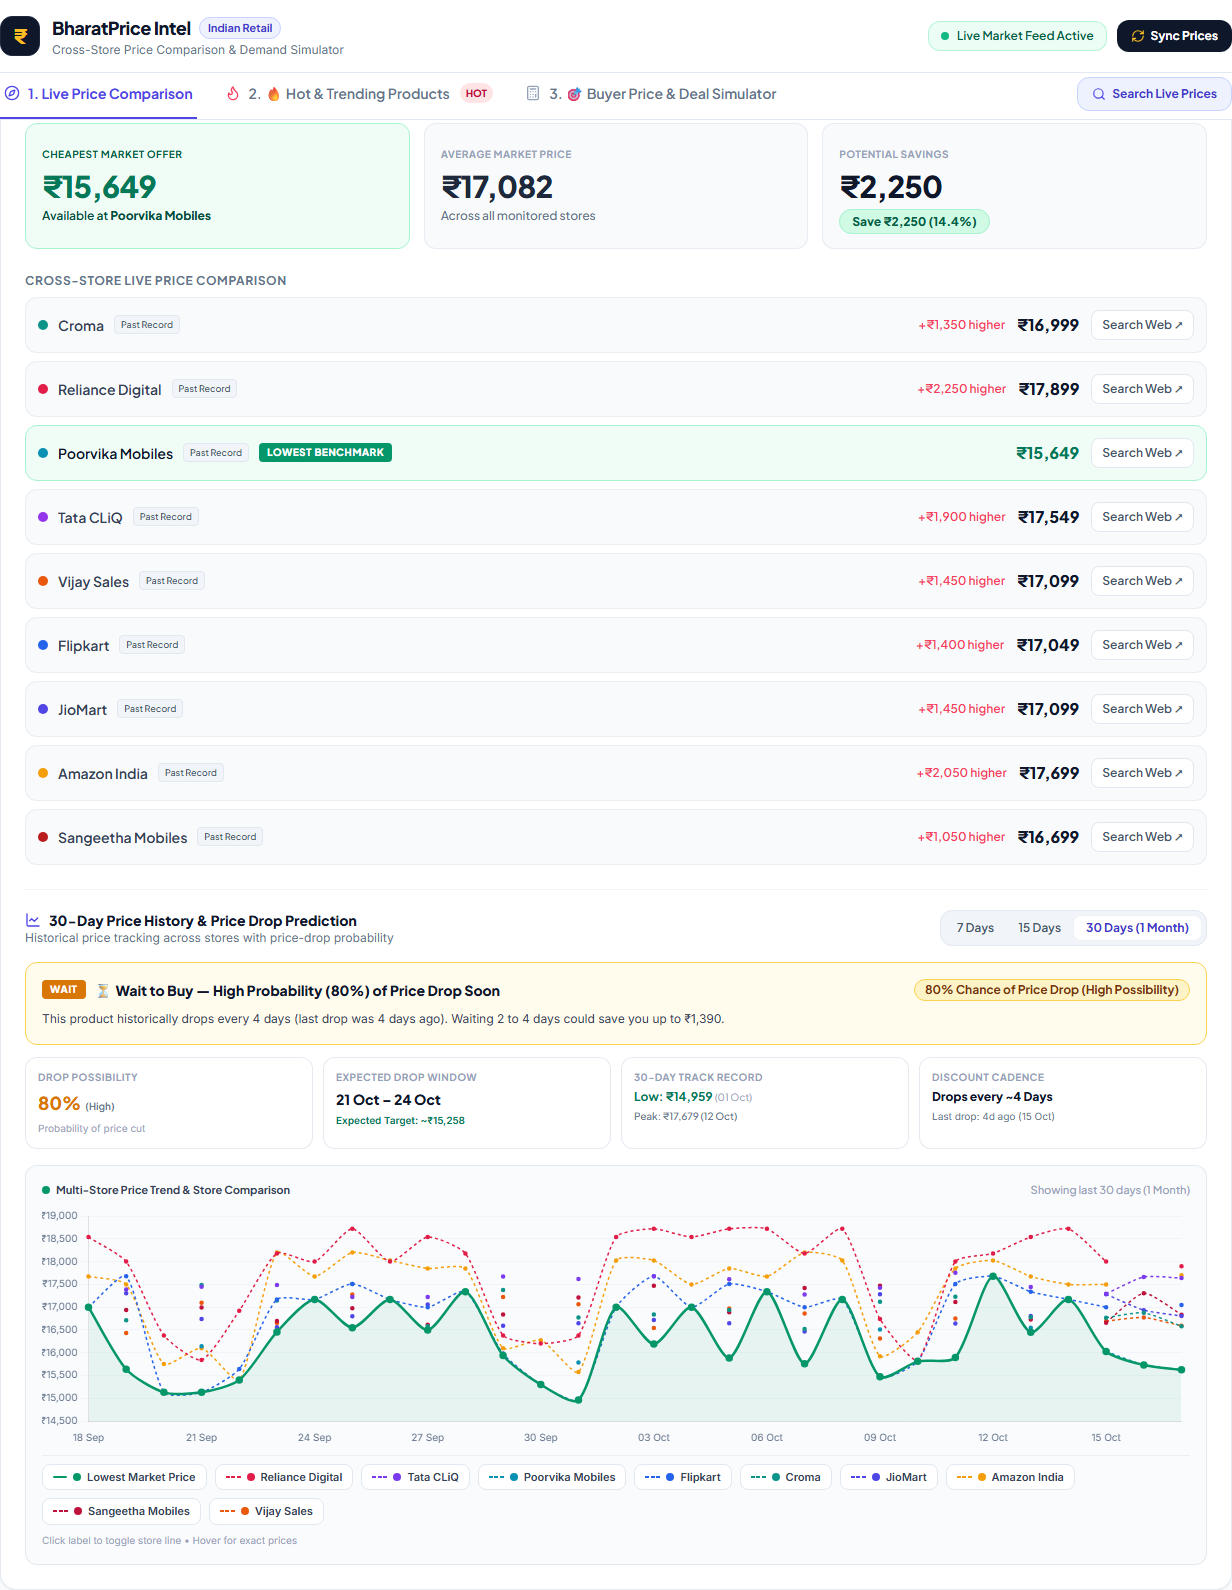 ₹
BharatPrice Intel
Indian Retail
Cross-Store Price Comparison & Demand Simulator
Live Market Feed Active
Sync Prices
1. Live Price Comparison
2. 🔥 Hot & Trending Products
HOT
3. 🎯 Buyer Price & Deal Simulator
Search Live Prices
CHEAPEST MARKET OFFER
₹15,649
Available at Poorvika Mobiles
AVERAGE MARKET PRICE
₹17,082
Across all monitored stores
POTENTIAL SAVINGS
₹2,250
Save ₹2,250 (14.4%)
CROSS-STORE LIVE PRICE COMPARISON
Croma Past Record +₹1,350 higher ₹16,999 Search Web ↗
Reliance Digital Past Record +₹2,250 higher ₹17,899 Search Web ↗
Poorvika Mobiles Past Record LOWEST BENCHMARK ₹15,649 Search Web ↗
Tata CLiQ Past Record +₹1,900 higher ₹17,549 Search Web ↗
Vijay Sales Past Record +₹1,450 higher ₹17,099 Search Web ↗
Flipkart Past Record +₹1,400 higher ₹17,049 Search Web ↗
JioMart Past Record +₹1,450 higher ₹17,099 Search Web ↗
Amazon India Past Record +₹2,050 higher ₹17,699 Search Web ↗
Sangeetha Mobiles Past Record +₹1,050 higher ₹16,699 Search Web ↗
30-Day Price History & Price Drop Prediction
Historical price tracking across stores with price-drop probability
7 Days 15 Days 30 Days (1 Month)
WAIT ⏳ Wait to Buy — High Probability (80%) of Price Drop Soon
80% Chance of Price Drop (High Possibility)
This product historically drops every 4 days (last drop was 4 days ago). Waiting 2 to 4 days could save you up to ₹1,390.
DROP POSSIBILITY
80% (High)
Probability of price cut
EXPECTED DROP WINDOW
21 Oct – 24 Oct
Expected Target: ~₹15,258
30-DAY TRACK RECORD
Low: ₹14,959 (01 Oct)
Peak: ₹17,679 (12 Oct)
DISCOUNT CADENCE
Drops every ~4 Days
Last drop: 4d ago (15 Oct)
Multi-Store Price Trend & Store Comparison
Showing last 30 days (1 Month)
₹19,000
₹18,500
₹18,000
₹17,500
₹17,000
₹16,500
₹16,000
₹15,500
₹15,000
₹14,500
18 Sep 21 Sep 24 Sep 27 Sep 30 Sep 03 Oct 06 Oct 09 Oct 12 Oct 15 Oct
Lowest Market Price Reliance Digital Tata CLiQ Poorvika Mobiles Flipkart Croma JioMart Amazon India
Sangeetha Mobiles Vijay Sales
Click label to toggle store line • Hover for exact prices